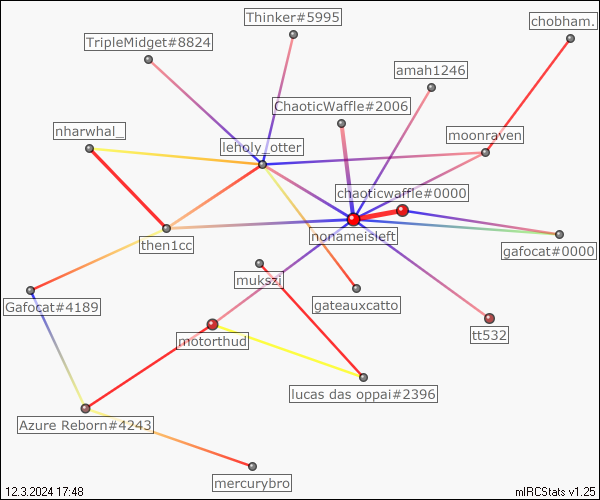 Thinker#5995
chobham.
TripleMidget#8824
amah1246
ChaoticWaffle#2006
nharwhal_
moonraven
leholy_otter
chaoticwaffle#0000
nonameisleft
then1cc
gafocat#0000
mukszi
Gafocat#4189
gateauxcatto
motorthud
tt532
lucas das oppai#2396
Azure Reborn#4243
mercurybro
12.3.2024 17:48
mIRCStats v1.25